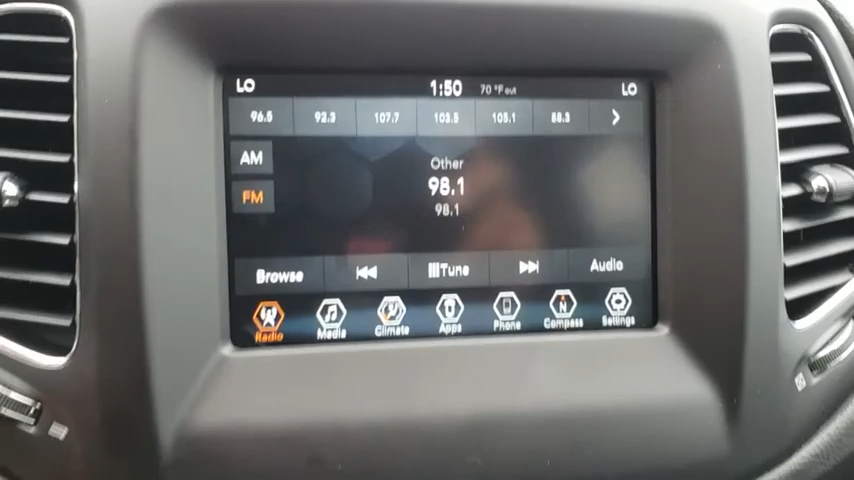 LO 1:50 70 °F out LO
96.5 92.3 107.7 103.5 105.1 88.3
AM
Other
98.1
FM
98.1
Browse Tune Audio
Radio Media Climate Apps Phone Compass Settings